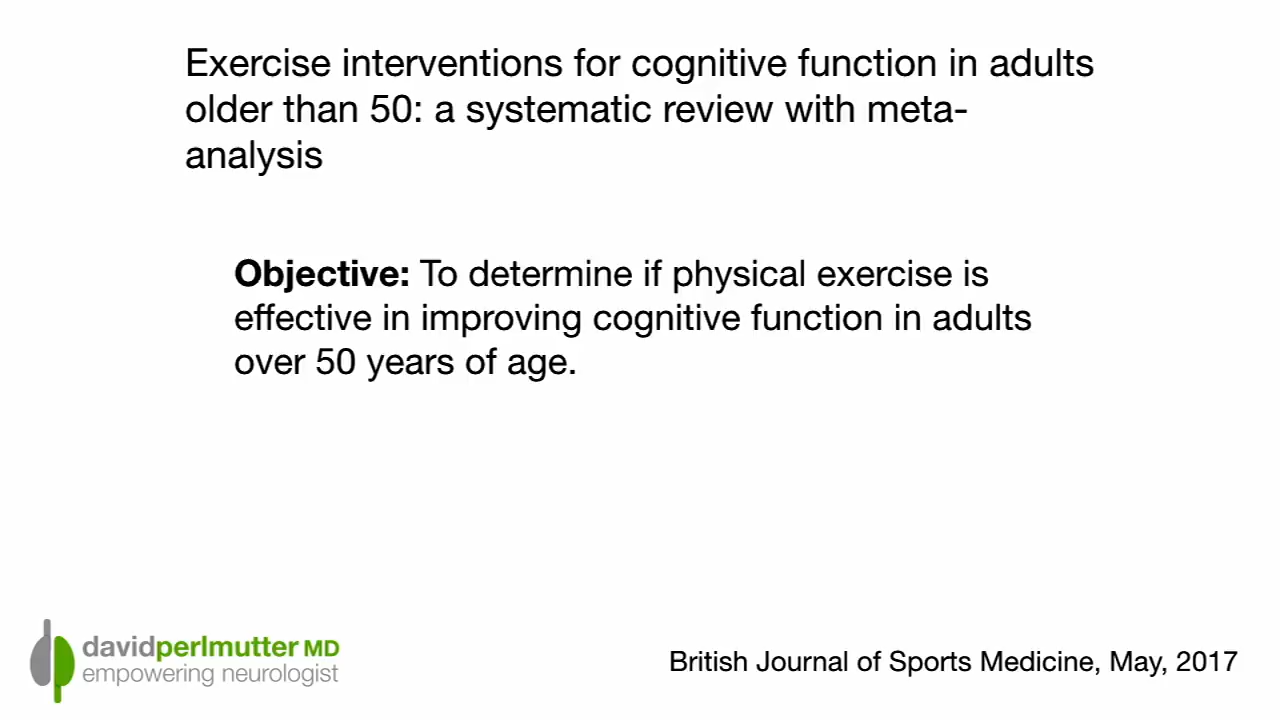 Exercise interventions for cognitive function in adults
older than 50: a systematic review with meta-
analysis
Objective: To determine if physical exercise is
effective in improving cognitive function in adults
over 50 years of age.
davidperlmutter MD
empowering neurologist
British Journal of Sports Medicine, May, 2017